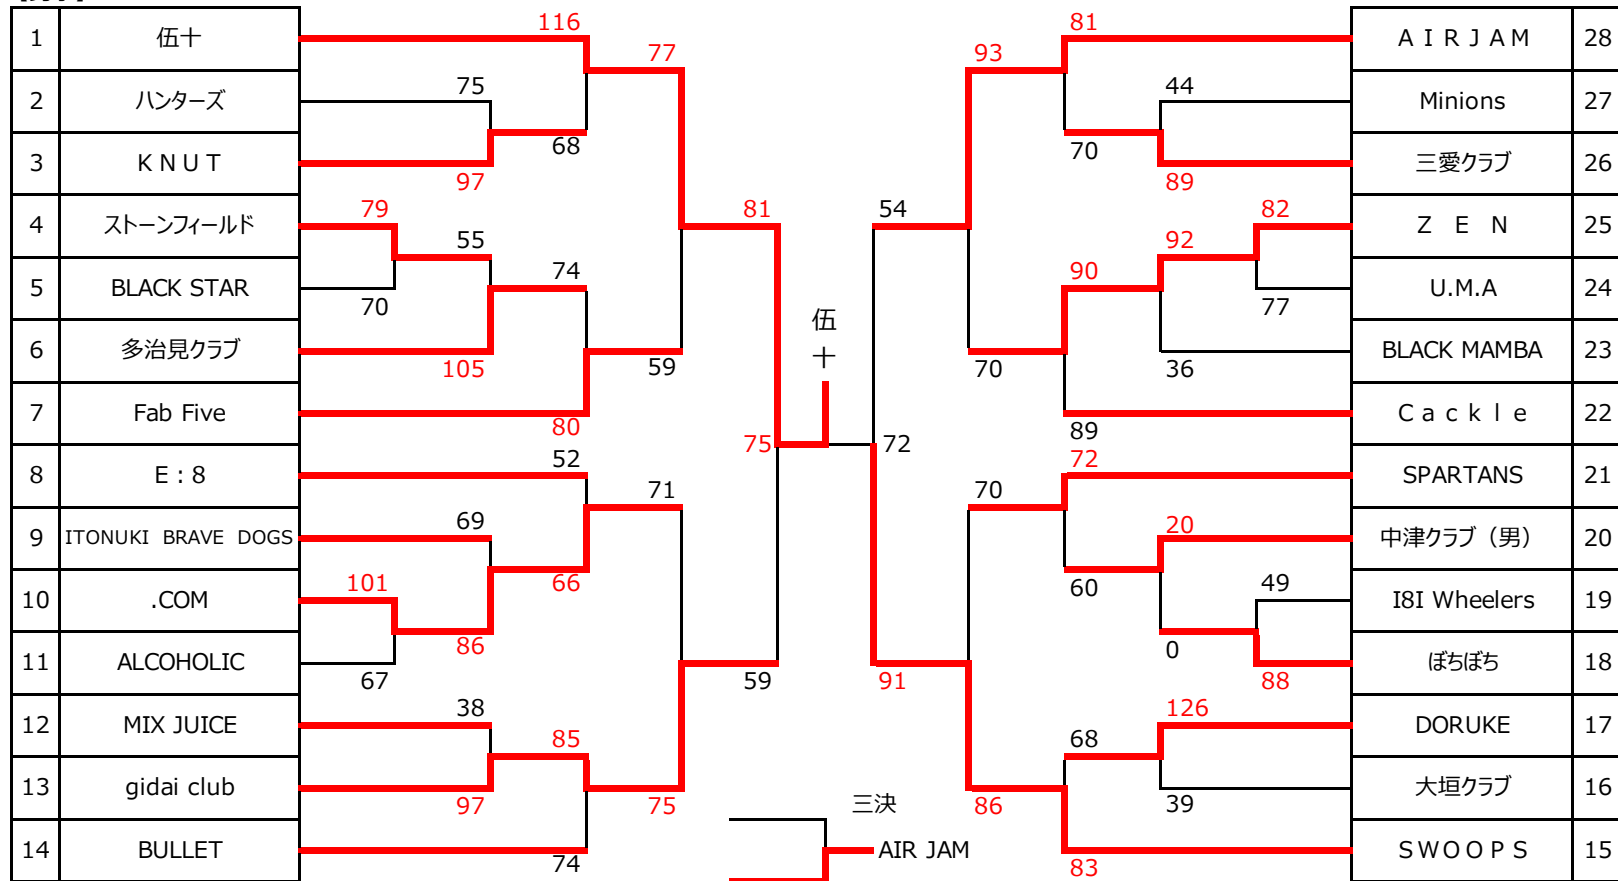 1 伍十 116 81 AIRJAM 28
77 93
2 ハンターズ 75 44 Minions 27
68 70
3 KNUT 97 89 三愛クラブ 26
4 ストーンフィールド 79 81 54 82 ZEN 25
55 92
74 90
5 BLACK STAR 70 77 U.M.A 24
伍十
6 多治見クラブ 105 59 70 36 BLACK MAMBA 23
7 Fab Five 80 89 Cackle 22
75 72
52 72
8 E:8 71 70 SPARTANS 21
9 ITONUKI BRAVE DOGS 69 20 中津クラブ（男） 20
66 60
10 .COM 101 49 I8I Wheelers 19
86 0
11 ALCOHOLIC 67 59 91 88 ぼちぼち 18
12 MIX JUICE 38 126 DORUKE 17
85 68
13 gidai club 97 75 86 39 大垣クラブ 16
三決
14 BULLET 74 AIR JAM 83 SWOOPS 15